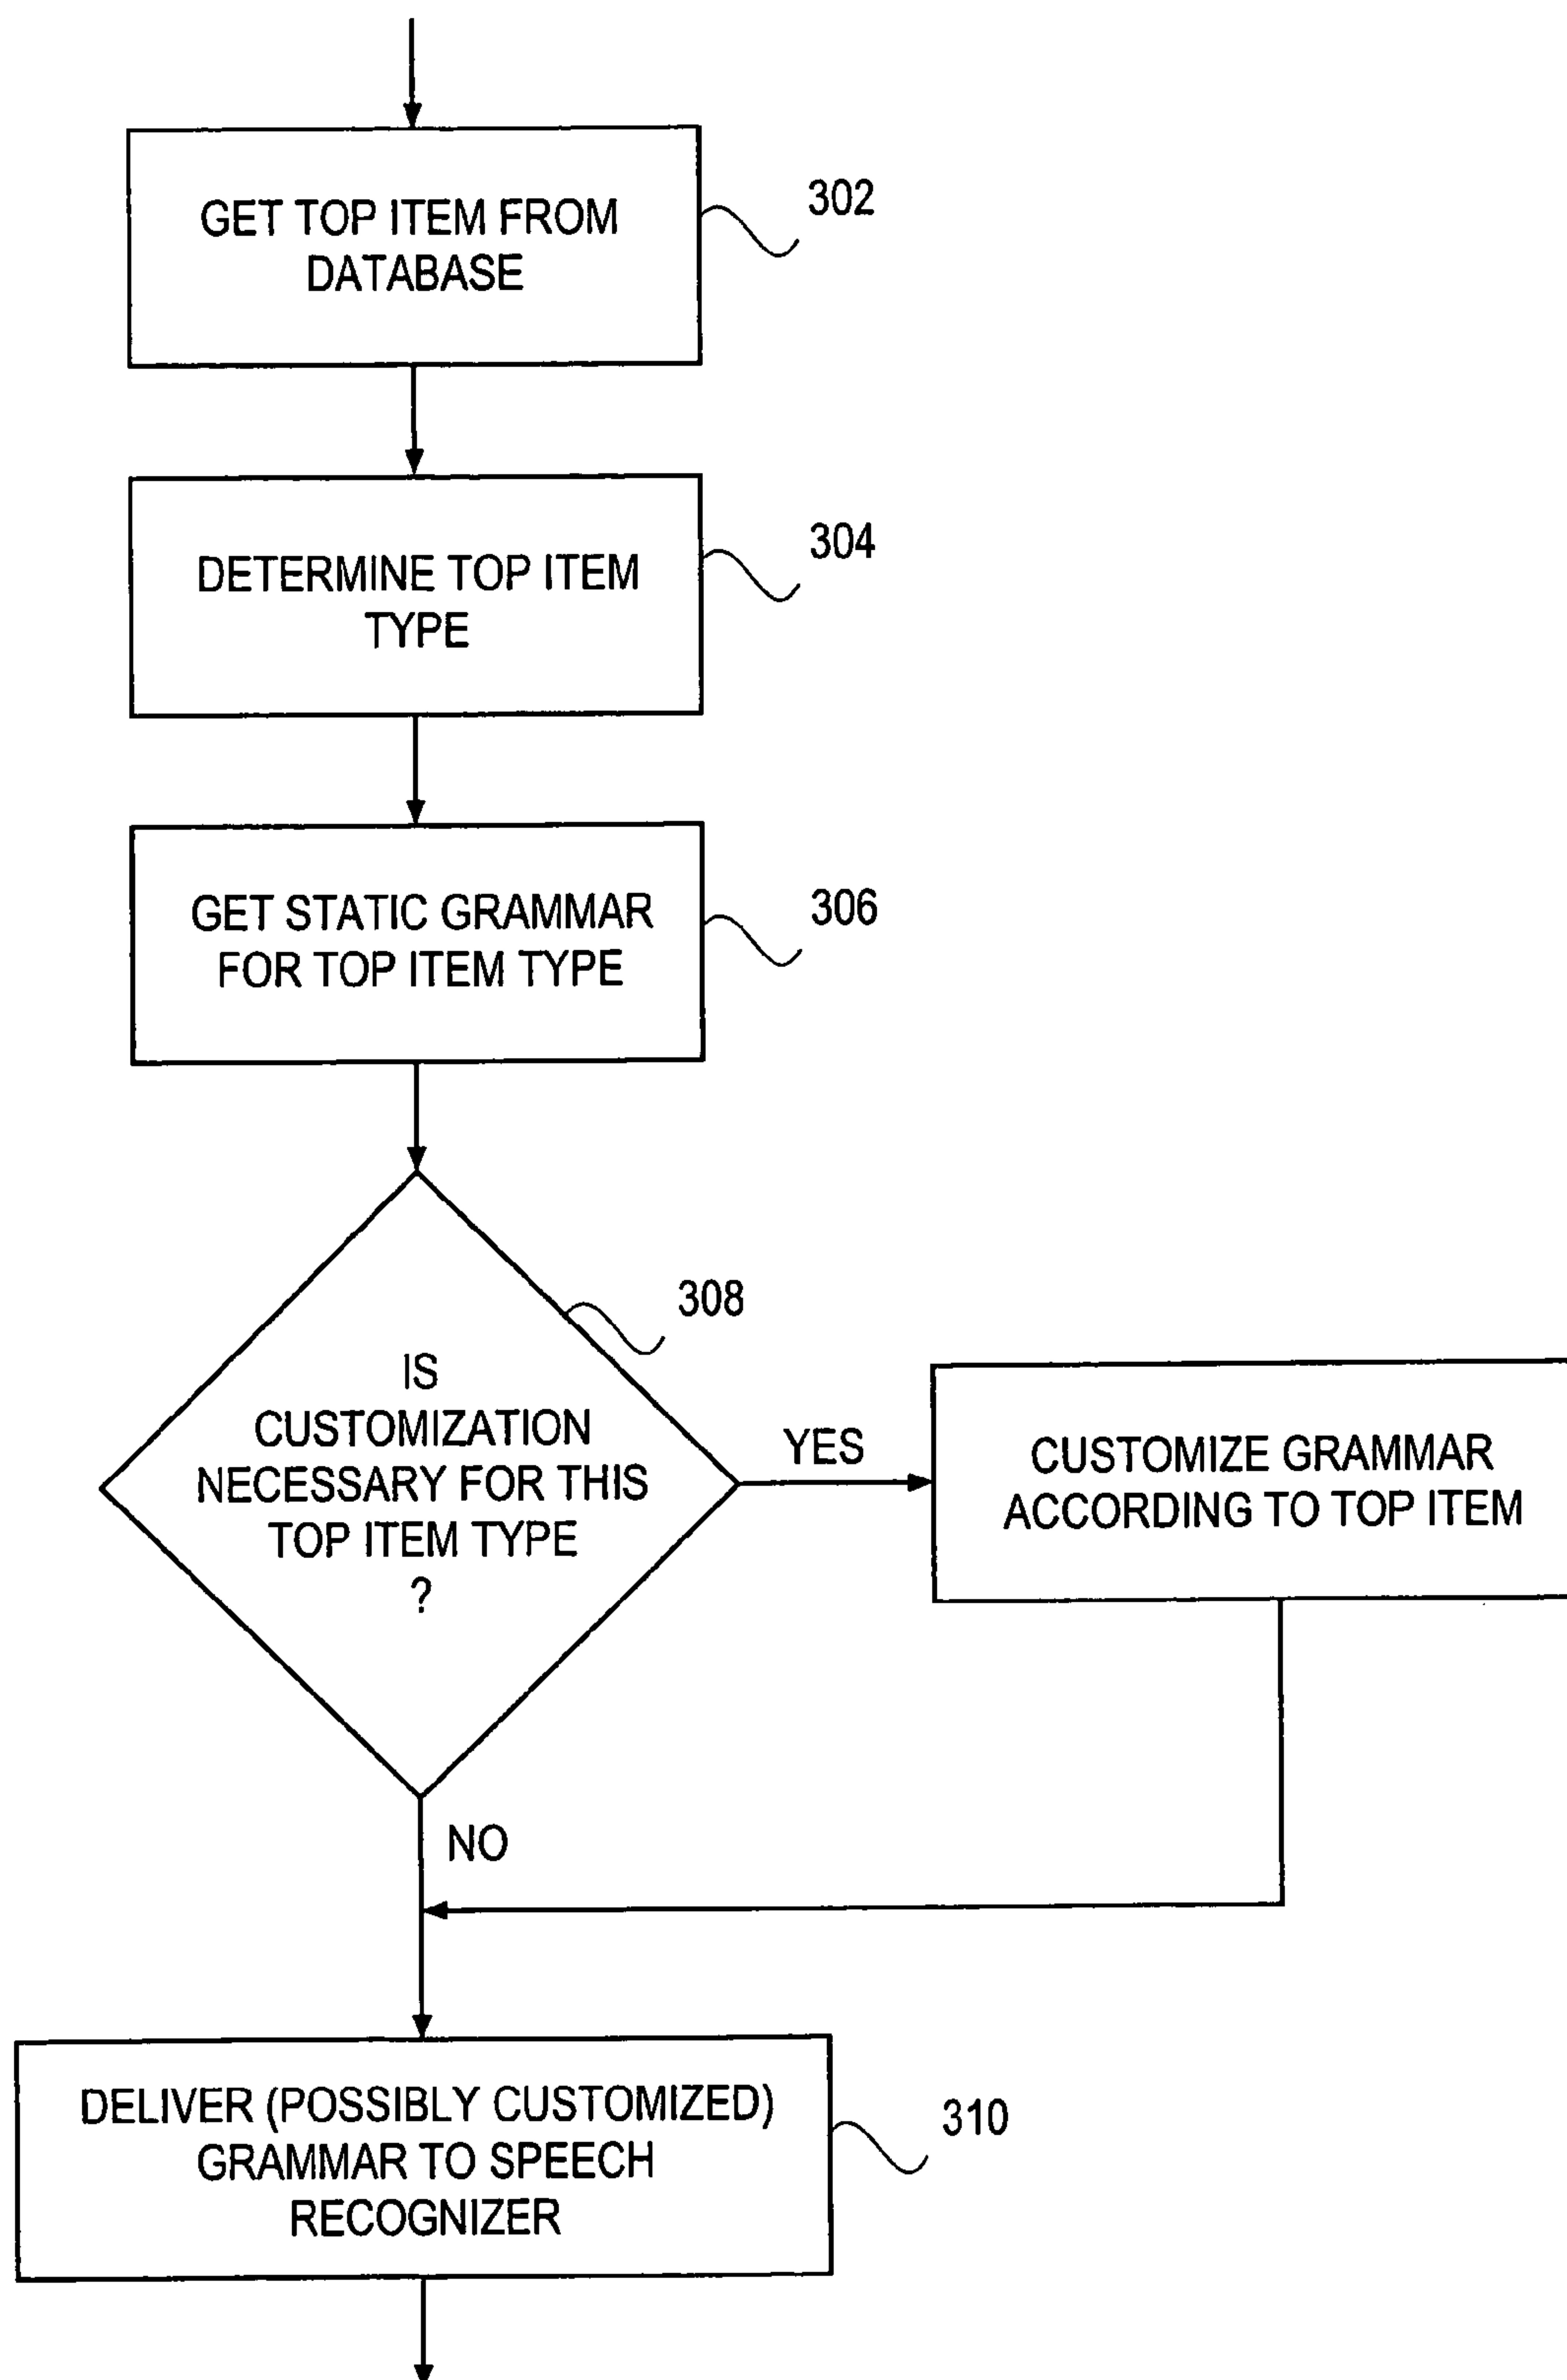 GET TOP ITEM FROM
DATABASE
302
DETERMINE TOP ITEM
TYPE
304
GET STATIC GRAMMAR
FOR TOP ITEM TYPE
306
308
IS
CUSTOMIZATION
NECESSARY FOR THIS
TOP ITEM TYPE
?
YES
CUSTOMIZE GRAMMAR
ACCORDING TO TOP ITEM
NO
DELIVER (POSSIBLY CUSTOMIZED)
GRAMMAR TO SPEECH
RECOGNIZER
310